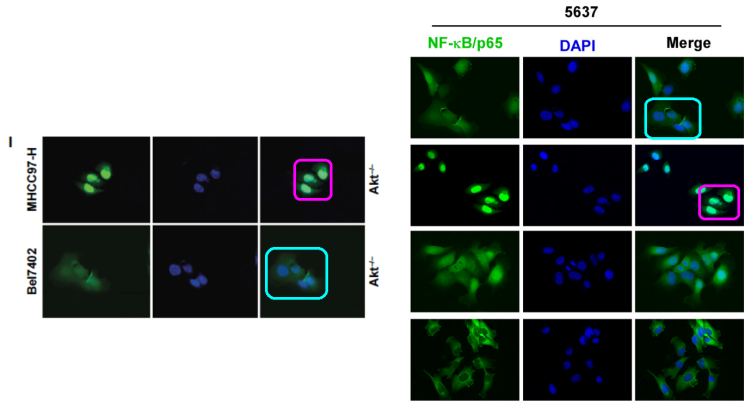 I
MHCC97-H
Akt⁻/⁻
Bel7402
Akt⁻/⁻
5637
NF-κB/p65
DAPI
Merge